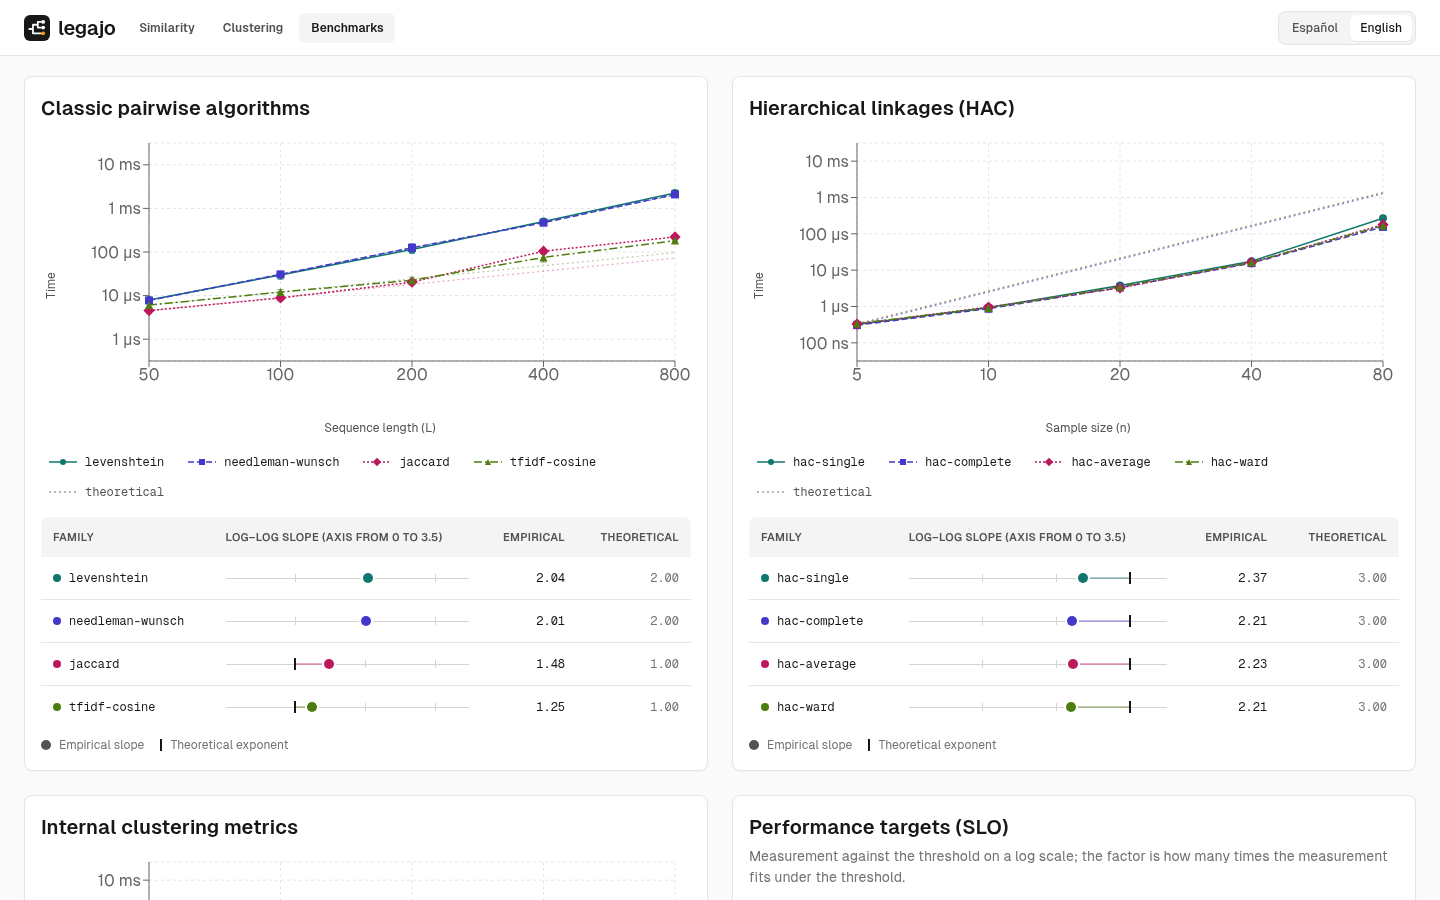 legajo
Similarity
Clustering
Benchmarks
Español
English
Classic pairwise algorithms
10 ms
1 ms
100 µs
10 µs
1 µs
Time
50 100 200 400 800
Sequence length (L)
levenshtein needleman-wunsch jaccard tfidf-cosine
theoretical
FAMILY LOG–LOG SLOPE (AXIS FROM 0 TO 3.5) EMPIRICAL THEORETICAL
levenshtein 2.04 2.00
needleman-wunsch 2.01 2.00
jaccard 1.48 1.00
tfidf-cosine 1.25 1.00
Empirical slope Theoretical exponent
Hierarchical linkages (HAC)
10 ms
1 ms
100 µs
10 µs
1 µs
100 ns
Time
5 10 20 40 80
Sample size (n)
hac-single hac-complete hac-average hac-ward
theoretical
FAMILY LOG–LOG SLOPE (AXIS FROM 0 TO 3.5) EMPIRICAL THEORETICAL
hac-single 2.37 3.00
hac-complete 2.21 3.00
hac-average 2.23 3.00
hac-ward 2.21 3.00
Empirical slope Theoretical exponent
Internal clustering metrics
10 ms
Performance targets (SLO)
Measurement against the threshold on a log scale; the factor is how many times the measurement
fits under the threshold.